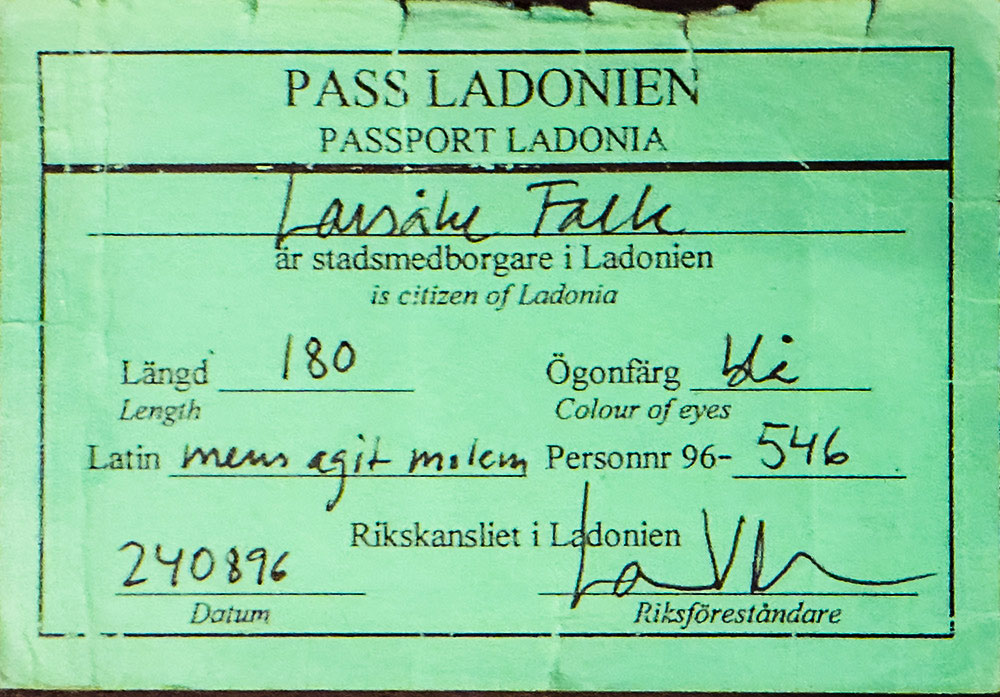 PASS LADONIEN
PASSPORT LADONIA
Larsåke Falk
är stadsmedborgare i Ladonien
is citizen of Ladonia
Längd 180 Ögonfärg blå
Length Colour of eyes
Latin mens agit molem Personnr 96- 546
Rikskansliet i Ladonien
240896
Datum Riksföreståndare